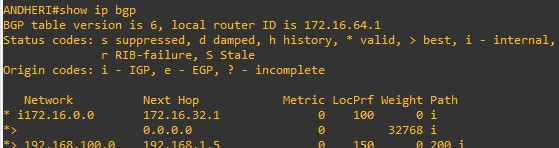 ANDHERI#show ip bgp
BGP table version is 6, local router ID is 172.16.64.1
Status codes: s suppressed, d damped, h history, * valid, > best, i - internal,
r RIB-failure, S Stale
Origin codes: i - IGP, e - EGP, ? - incomplete
Network Next Hop Metric LocPrf Weight Path
* i172.16.0.0 172.16.32.1 0 100 0 i
*> 0.0.0.0 0 32768 i
*> 192.168.100.0 192.168.1.5 0 150 0 200 i